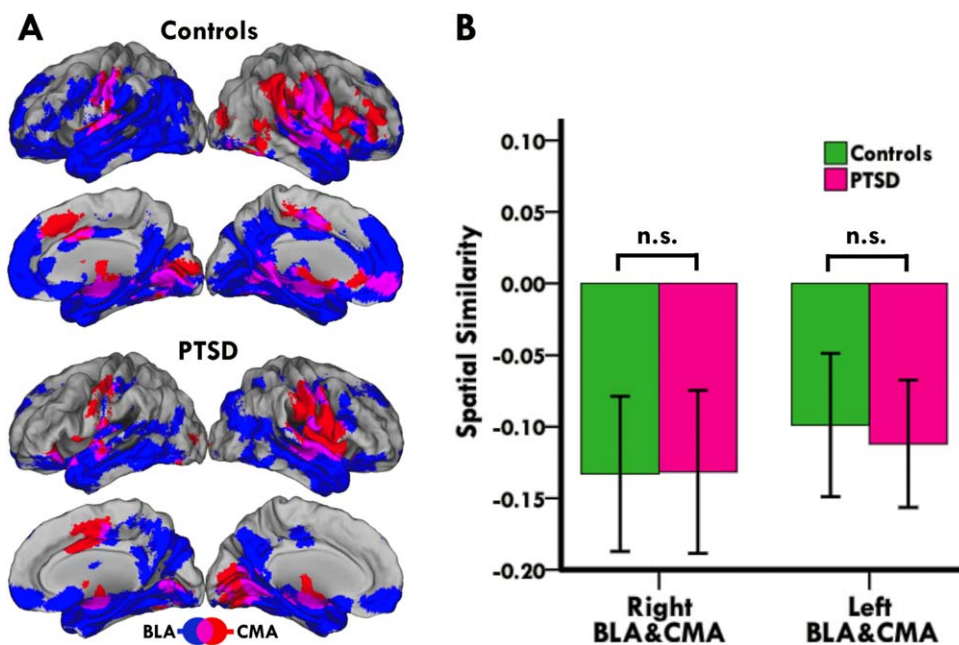 A
Controls
PTSD
BLA CMA
B
Spatial Similarity
0.10
0.05
0.00
-0.05
-0.10
-0.15
-0.20
Controls
PTSD
n.s.
n.s.
Right
BLA&CMA
Left
BLA&CMA